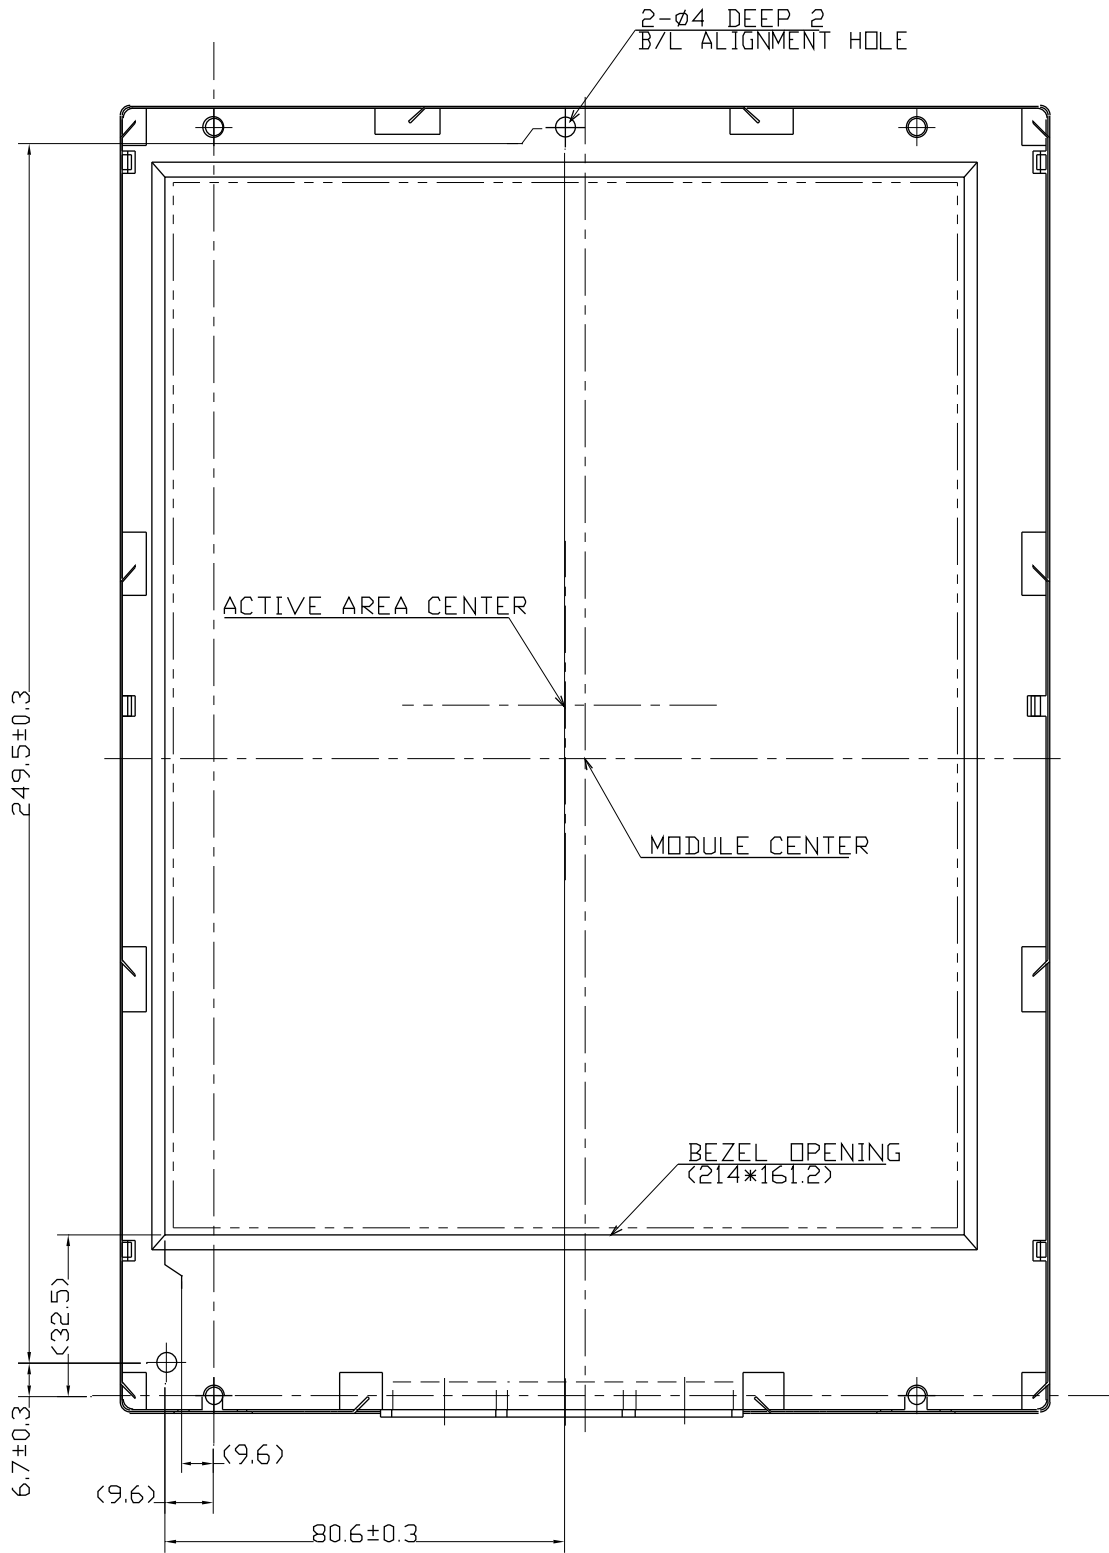 2-ø4 DEEP 2
B/L ALIGNMENT HOLE
ACTIVE AREA CENTER
249.5±0.3
MODULE CENTER
BEZEL OPENING
(214*161.2)
(32.5)
6.7±0.3
(9.6)
(9.6)
80.6±0.3